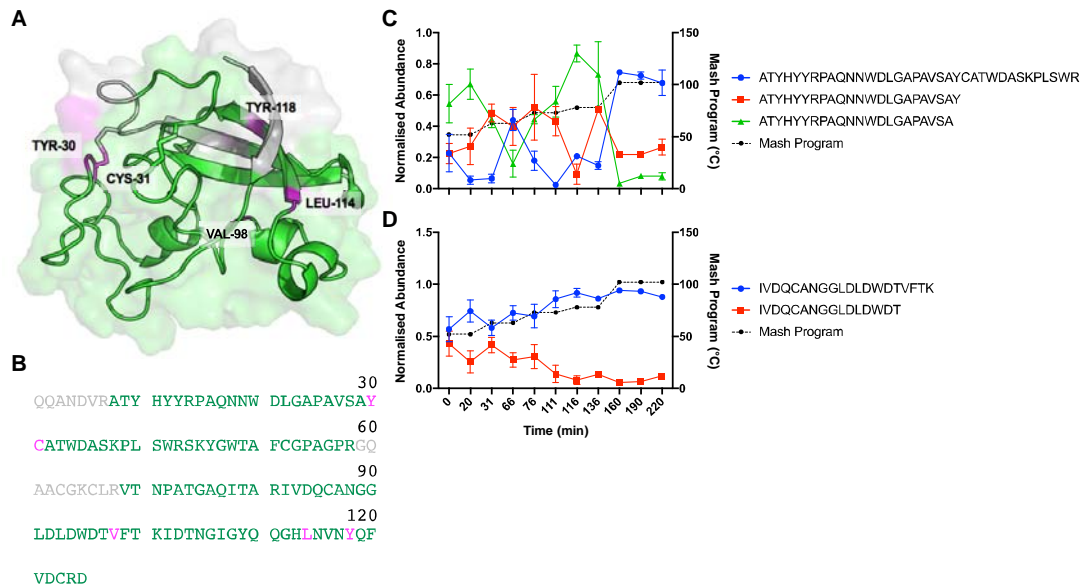 A
TYR-118
TYR-30
CYS-31
LEU-114
VAL-98
B
30
QQANDVRATY HYYRPAQNNW DLGAPAVSAY
60
CATWDASKPL SWRSKYGWTA FCGPAGPRGQ
90
AACGKCLRVT NPATGAQITA RIVDQCANGG
120
LDLDWDTVFT KIDTNGIGYQ QGHLNVNYQF
VDCRD
C
Normalised Abundance
1.0
0.8
0.6
0.4
0.2
0.0
150
100
50
0
Mash Program (°C)
ATYHYYRPAQNNWDLGAPAVSAYCATWDASKPLSWR
ATYHYYRPAQNNWDLGAPAVSAY
ATYHYYRPAQNNWDLGAPAVSA
Mash Program
D
Normalised Abundance
1.5
1.0
0.5
0.0
150
100
50
0
Mash Program (°C)
IVDQCANGGLDLDWDTVFTK
IVDQCANGGLDLDWDT
Mash Program
0 20 31 66 76 111 116 136 160 190 220
Time (min)